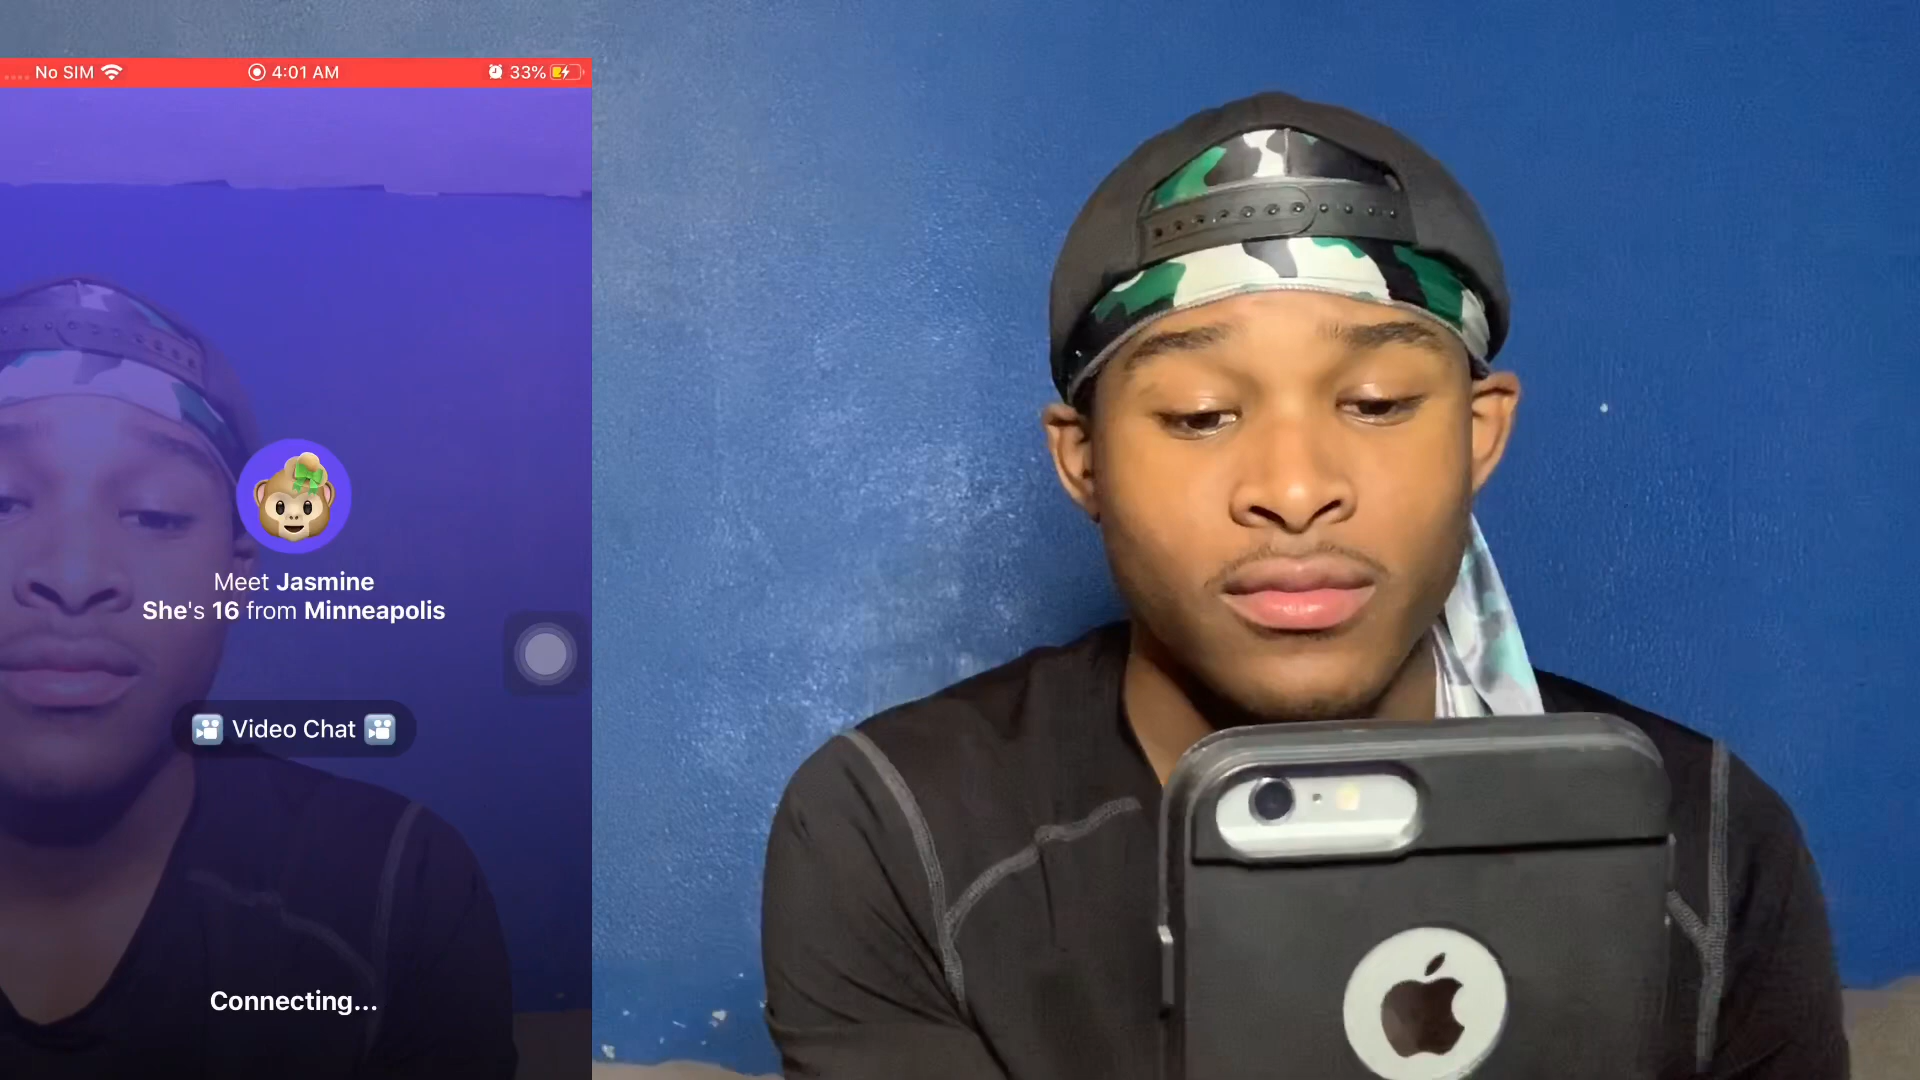 No SIM 4:01 AM 33%
Meet Jasmine
She's 16 from Minneapolis
Video Chat
Connecting...